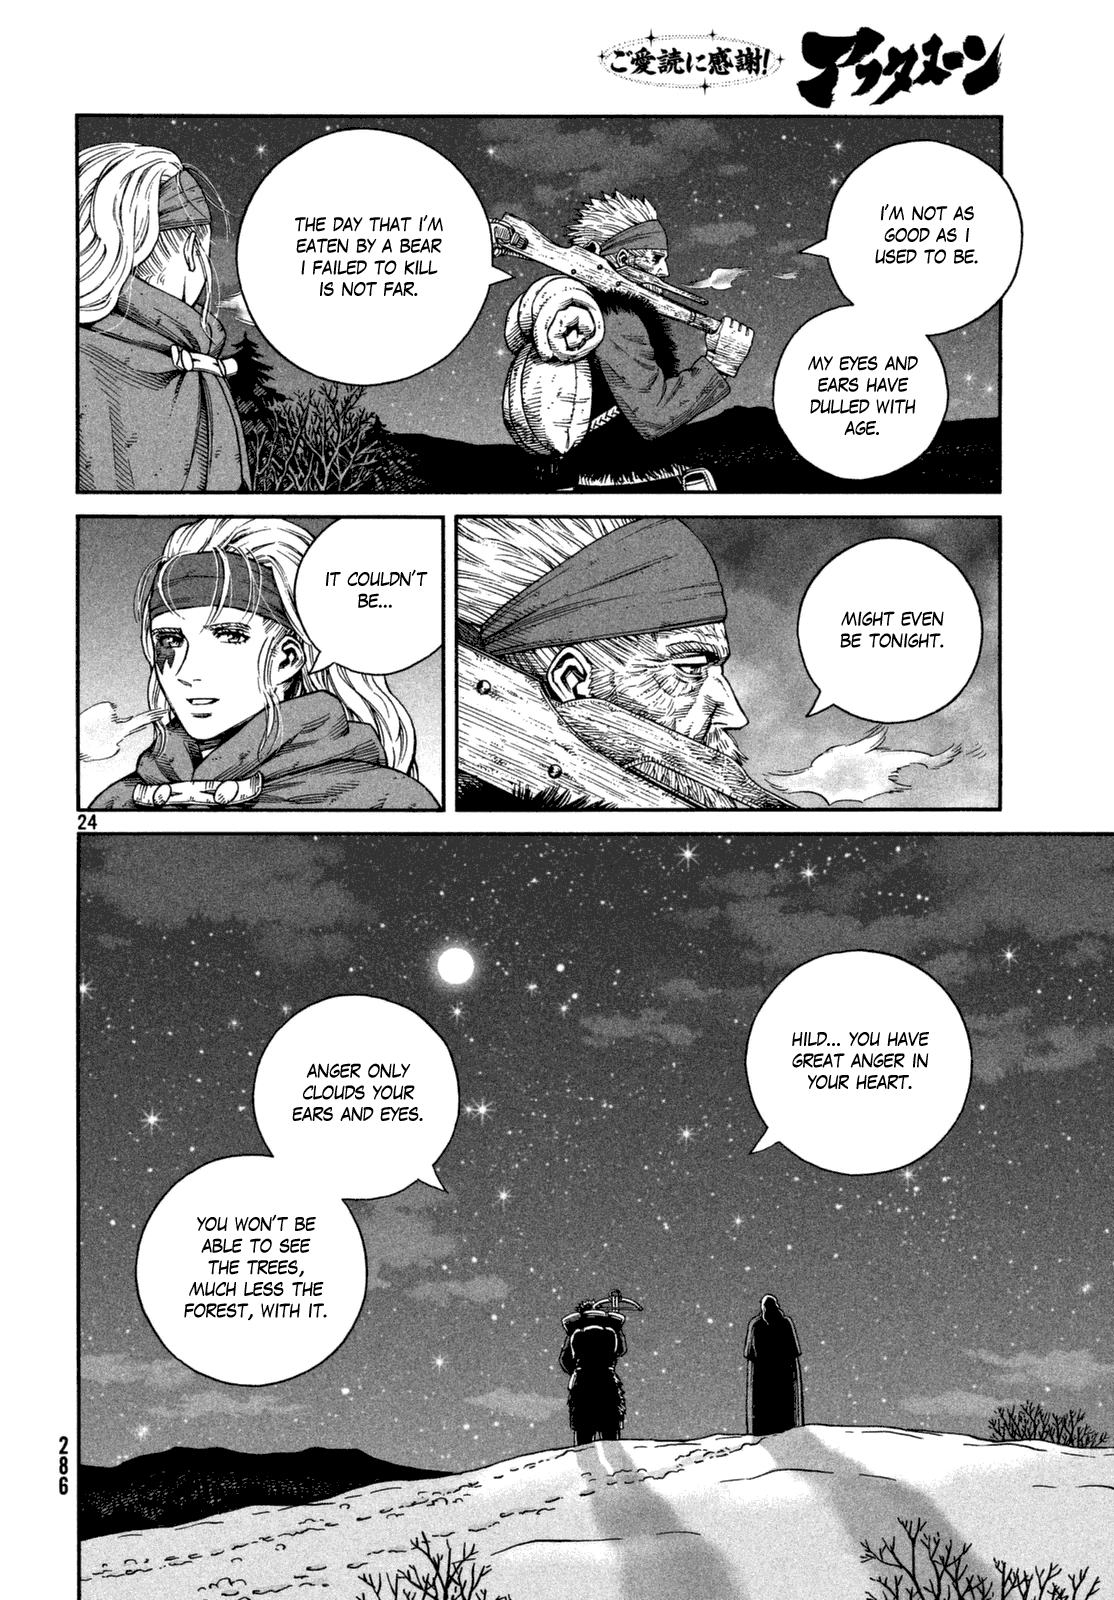 ご愛読に感謝!
アフタヌーン
I'M NOT AS
GOOD AS I
USED TO BE.
MY EYES AND
EARS HAVE
DULLED WITH
AGE.
THE DAY THAT I'M
EATEN BY A BEAR
I FAILED TO KILL
IS NOT FAR.
MIGHT EVEN
BE TONIGHT.
IT COULDN'T
BE...
24
HILD... YOU HAVE
GREAT ANGER IN
YOUR HEART.
ANGER ONLY
CLOUDS YOUR
EARS AND EYES.
YOU WON'T BE
ABLE TO SEE
THE TREES,
MUCH LESS THE
FOREST, WITH IT.
286